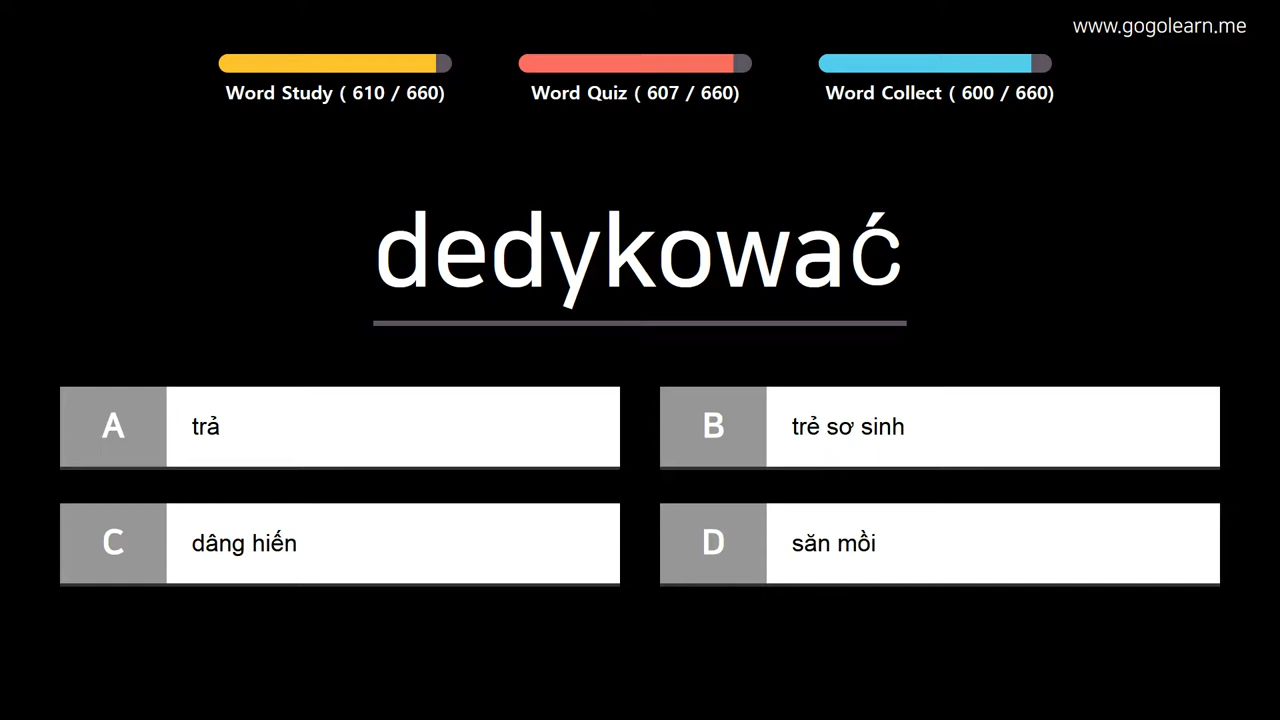 www.gogolearn.me
Word Study ( 610 / 660)
Word Quiz ( 607 / 660)
Word Collect ( 600 / 660)
dedykować
A trả
B trẻ sơ sinh
C dâng hiến
D săn mồi